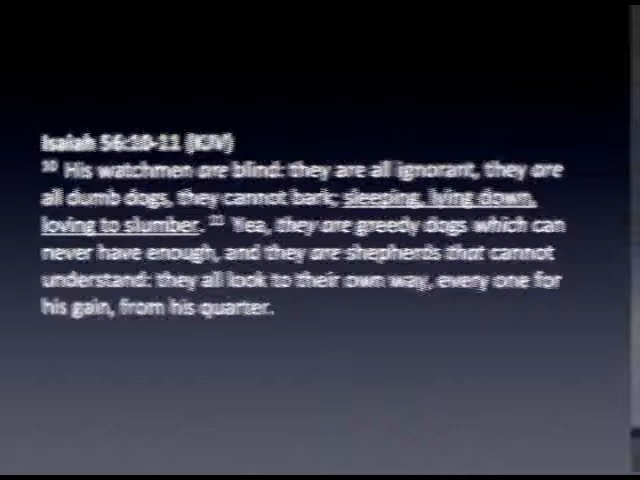 Isaiah 56:10-11 (KJV)
10 His watchmen are blind: they are all ignorant, they are
all dumb dogs, they cannot bark; sleeping, lying down,
loving to slumber. 11 Yea, they are greedy dogs which can
never have enough, and they are shepherds that cannot
understand: they all look to their own way, every one for
his gain, from his quarter.